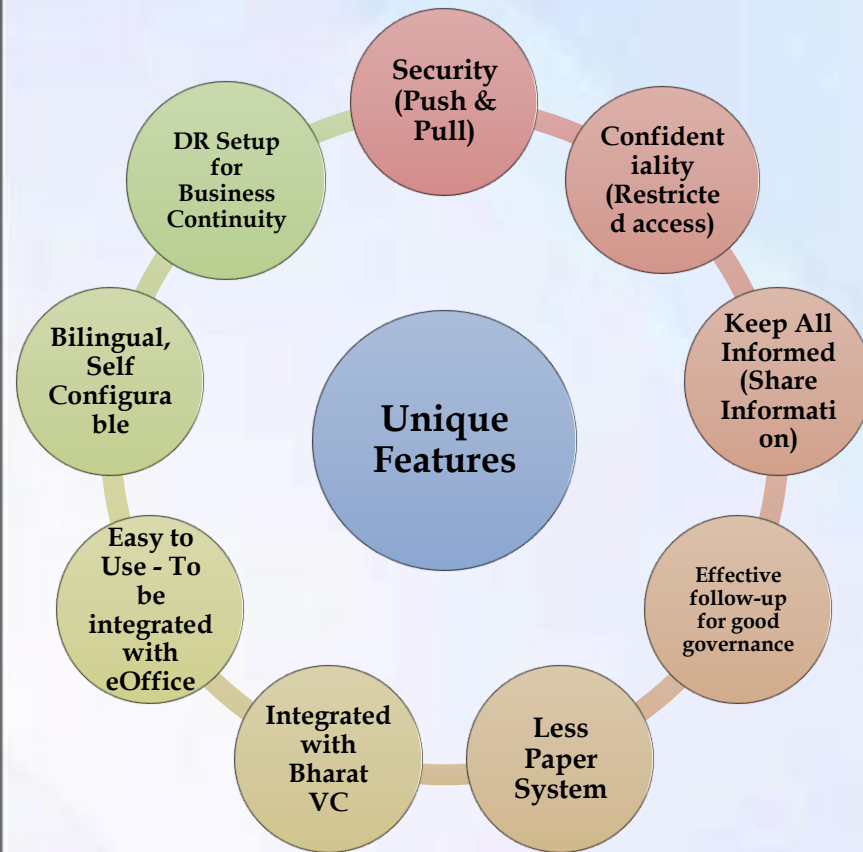 Security
(Push &
Pull)
Confident
iality
(Restricte
d access)
Keep All
Informed
(Share
Informati
on)
Effective
follow-up
for good
governance
Less
Paper
System
Integrated
with
Bharat
VC
Easy to
Use - To
be
integrated
with
eOffice
Bilingual,
Self
Configura
ble
DR Setup
for
Business
Continuity
Unique
Features